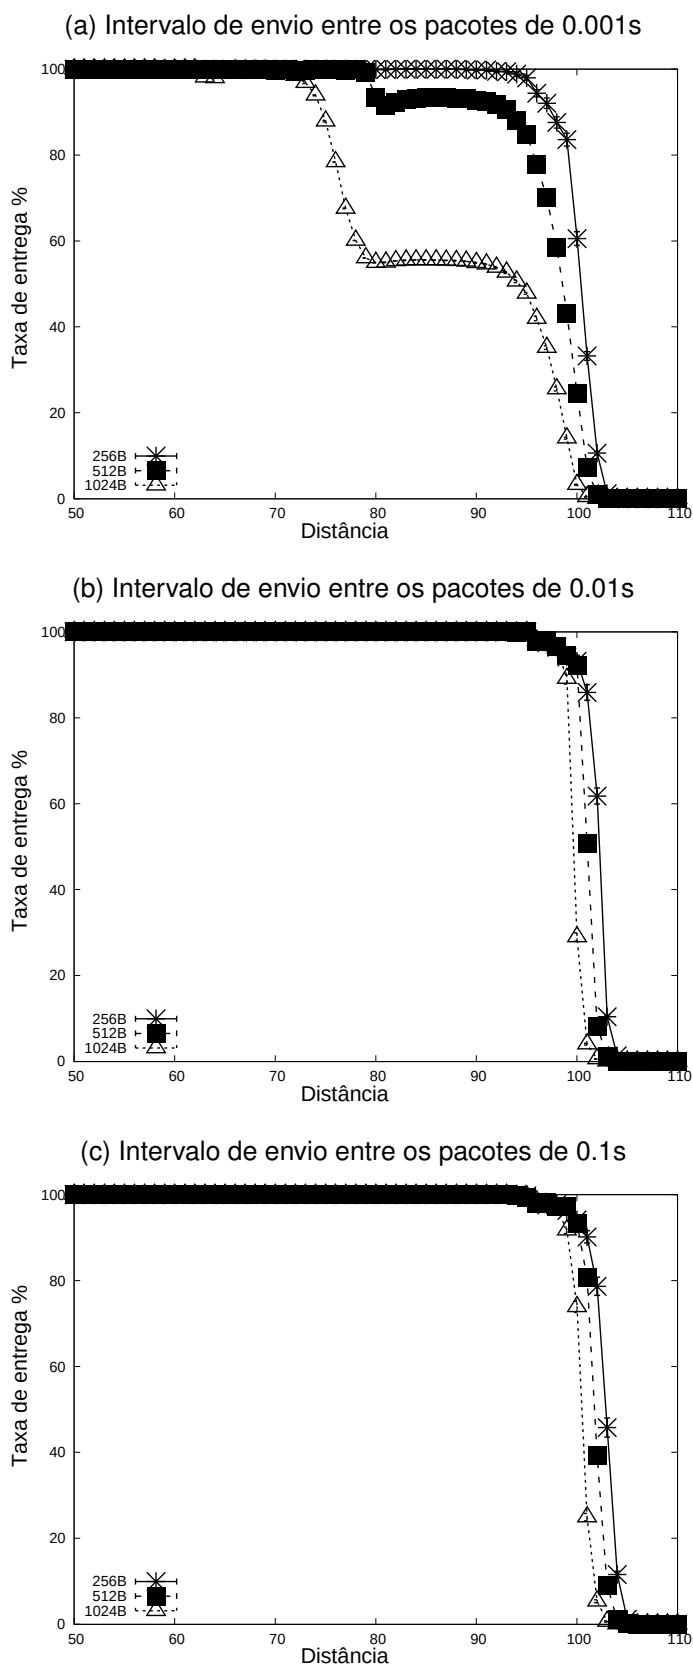 (a) Intervalo de envio entre os pacotes de 0.001s
100
80
60
40
20
0
Taxa de entrega %
256B
512B
1024B
50 60 70 80 90 100 110
Distância
(b) Intervalo de envio entre os pacotes de 0.01s
100
80
60
40
20
0
Taxa de entrega %
256B
512B
1024B
50 60 70 80 90 100 110
Distância
(c) Intervalo de envio entre os pacotes de 0.1s
100
80
60
40
20
0
Taxa de entrega %
256B
512B
1024B
50 60 70 80 90 100 110
Distância